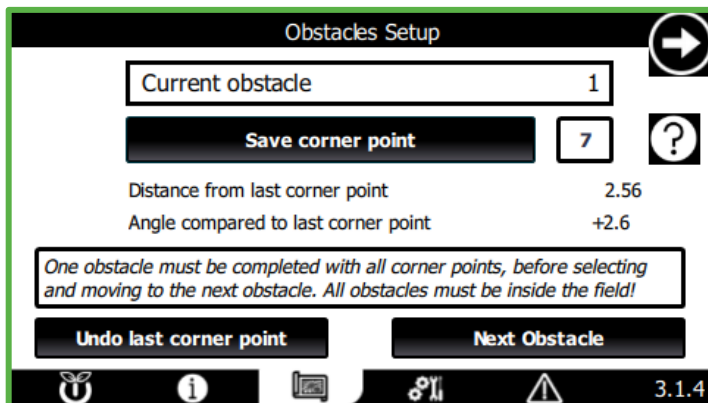 Obstacles Setup
Current obstacle 1
Save corner point 7
?
Distance from last corner point 2.56
Angle compared to last corner point +2.6
One obstacle must be completed with all corner points, before selecting
and moving to the next obstacle. All obstacles must be inside the field!
Undo last corner point Next Obstacle
3.1.4